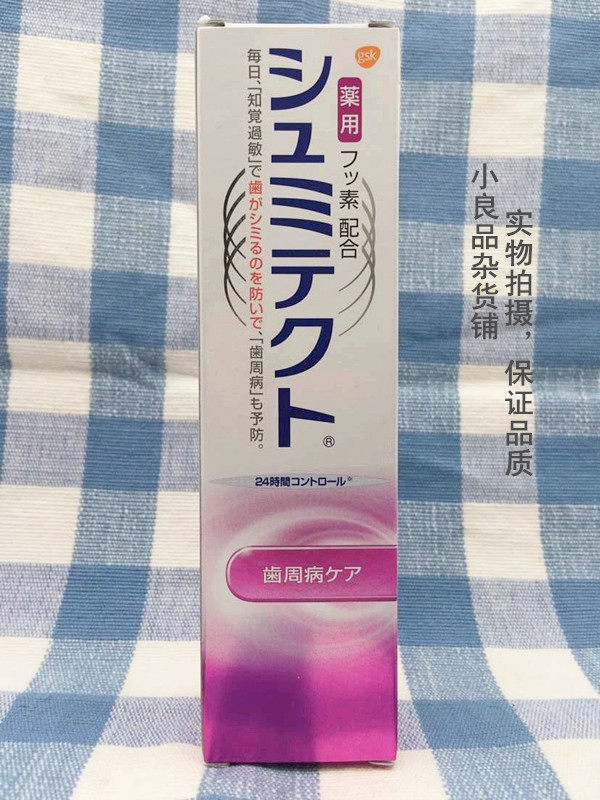 gsk
薬用
フッ素 配合
シュミテクト®
毎日、「知覚過敏」で歯がシミるのを防いで、「歯周病」も予防。
24時間コントロール※
歯周病ケア
实物拍摄，保证品质
小良品杂货铺